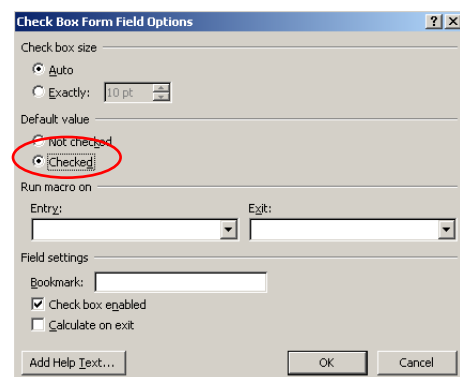 Check Box Form Field Options
Check box size
Auto
Exactly: 10 pt
Default value
Not checked
Checked
Run macro on
Entry: Exit:
Field settings
Bookmark:
Check box enabled
Calculate on exit
Add Help Text... OK Cancel